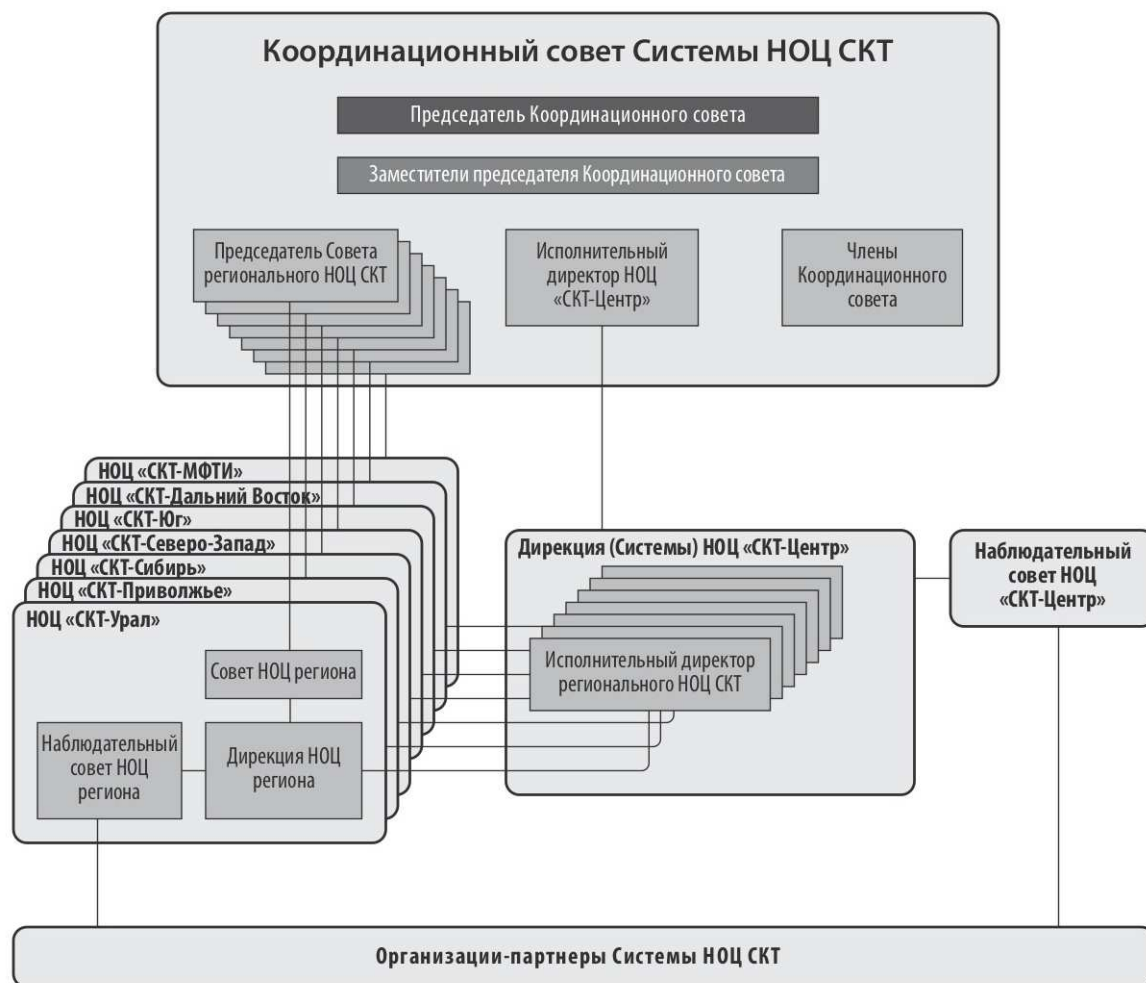 Координационный совет Системы НОЦ СКТ
Председатель Координационного совета
Заместители председателя Координационного совета
Председатель Совета
регионального НОЦ СКТ
Исполнительный
директор НОЦ
«СКТ-Центр»
Члены
Координационного
совета
НОЦ «СКТ-МФТИ»
НОЦ «СКТ-Дальний Восток»
НОЦ «СКТ-Юг»
НОЦ «СКТ-Северо-Запад»
НОЦ «СКТ-Сибирь»
НОЦ «СКТ-Приволжье»
НОЦ «СКТ-Урал»
Совет НОЦ региона
Наблюдательный
совет НОЦ
региона
Дирекция НОЦ
региона
Дирекция (Системы) НОЦ «СКТ-Центр»
Исполнительный директор
регионального НОЦ СКТ
Наблюдательный
совет НОЦ
«СКТ-Центр»
Организации-партнеры Системы НОЦ СКТ